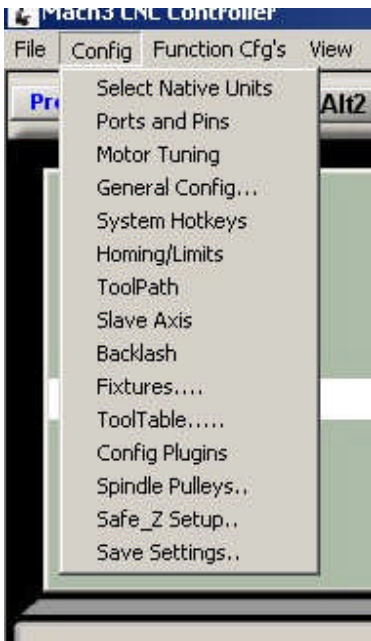 Mach3 CNC Controller
File Config Function Cfg's View
Alt2
Select Native Units
Ports and Pins
Motor Tuning
General Config...
System Hotkeys
Homing/Limits
ToolPath
Slave Axis
Backlash
Fixtures....
ToolTable.....
Config Plugins
Spindle Pulleys..
Safe_Z Setup..
Save Settings..